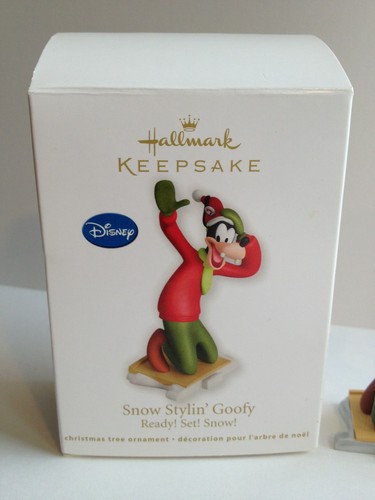 Hallmark
KEEPSAKE
Disney
Snow Stylin' Goofy
Ready! Set! Snow!
christmas tree ornament • décoration pour l'arbre de noël